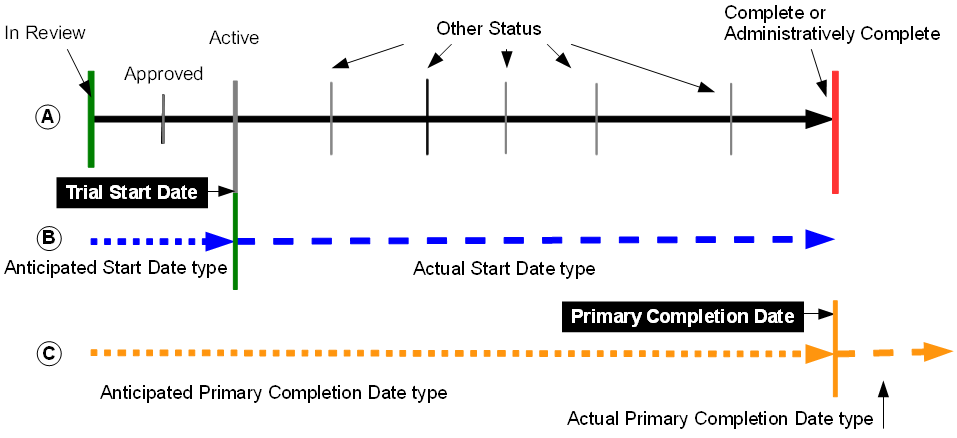 Complete or
Administratively Complete
In Review
Active
Other Status
Approved
A
Trial Start Date
B
Anticipated Start Date type
Actual Start Date type
Primary Completion Date
C
Anticipated Primary Completion Date type
Actual Primary Completion Date type